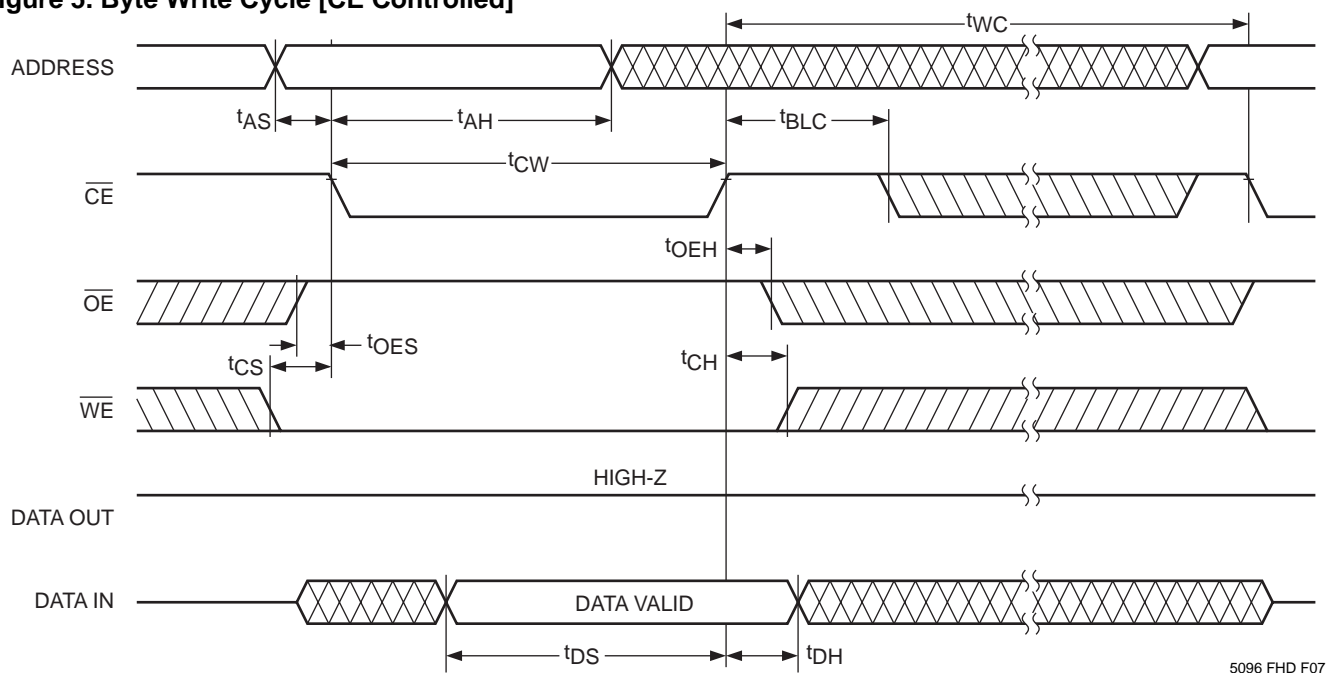 Figure 5. Byte Write Cycle [CE Controlled]
tWC
ADDRESS
tAS
tAH
tBLC
tCW
CE
tOEH
OE
tOES
tCS
tCH
WE
HIGH-Z
DATA OUT
DATA IN
DATA VALID
tDS
tDH
5096 FHD F07